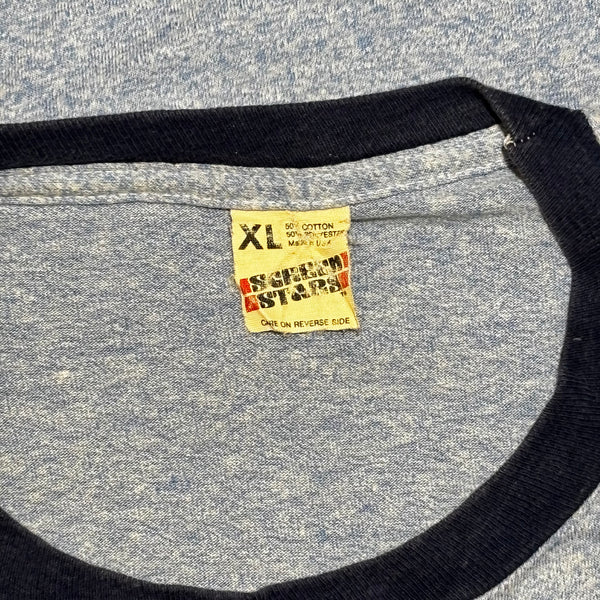 XL
50% COTTON
50% POLYESTER
MADE IN U.S.A.
SCREEN
STARS
CARE ON REVERSE SIDE